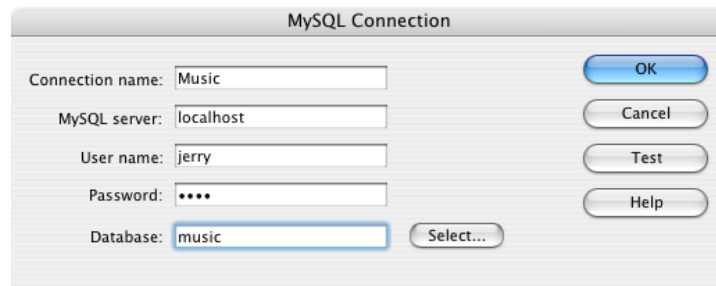 MySQL Connection
Connection name: Music
OK
MySQL server: localhost
Cancel
User name: jerry
Test
Password: ••••
Help
Database: music
Select...